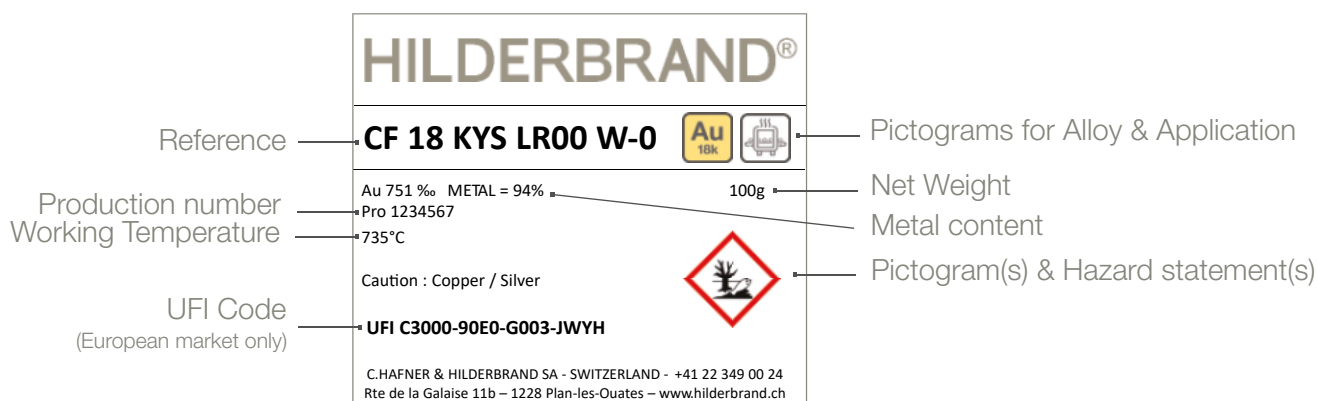 HILDERBRAND®
Reference
CF 18 KYS LR00 W-0
Au
18k
Pictograms for Alloy & Application
Au 751 ‰ METAL = 94%
100g
Net Weight
Production number
Pro 1234567
Metal content
Working Temperature
735°C
Pictogram(s) & Hazard statement(s)
Caution : Copper / Silver
UFI Code
(European market only)
UFI C3000-90E0-G003-JWYH
C.HAFNER & HILDERBRAND SA - SWITZERLAND - +41 22 349 00 24
Rte de la Galaise 11b – 1228 Plan-les-Ouates – www.hilderbrand.ch